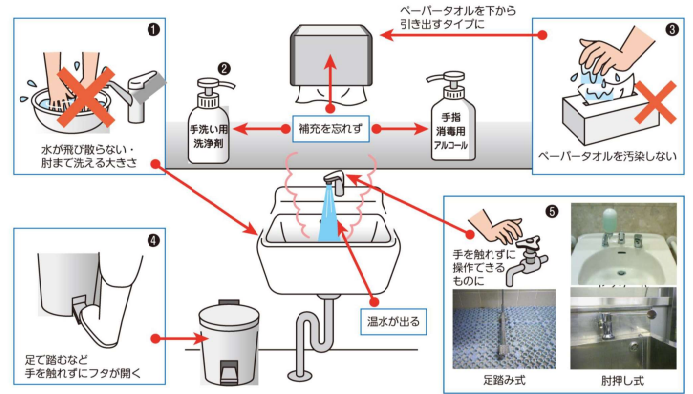 ❶
水が飛び散らない・
肘まで洗える大きさ
❷
手洗い用
洗浄剤
補充を忘れず
手指
消毒用
アルコール
ペーパータオルを下から
引き出すタイプに
❸
ペーパータオルを汚染しない
❹
足で踏むなど
手を触れずにフタが開く
温水が出る
❺
手を触れずに
操作できる
ものに
足踏み式
肘押し式